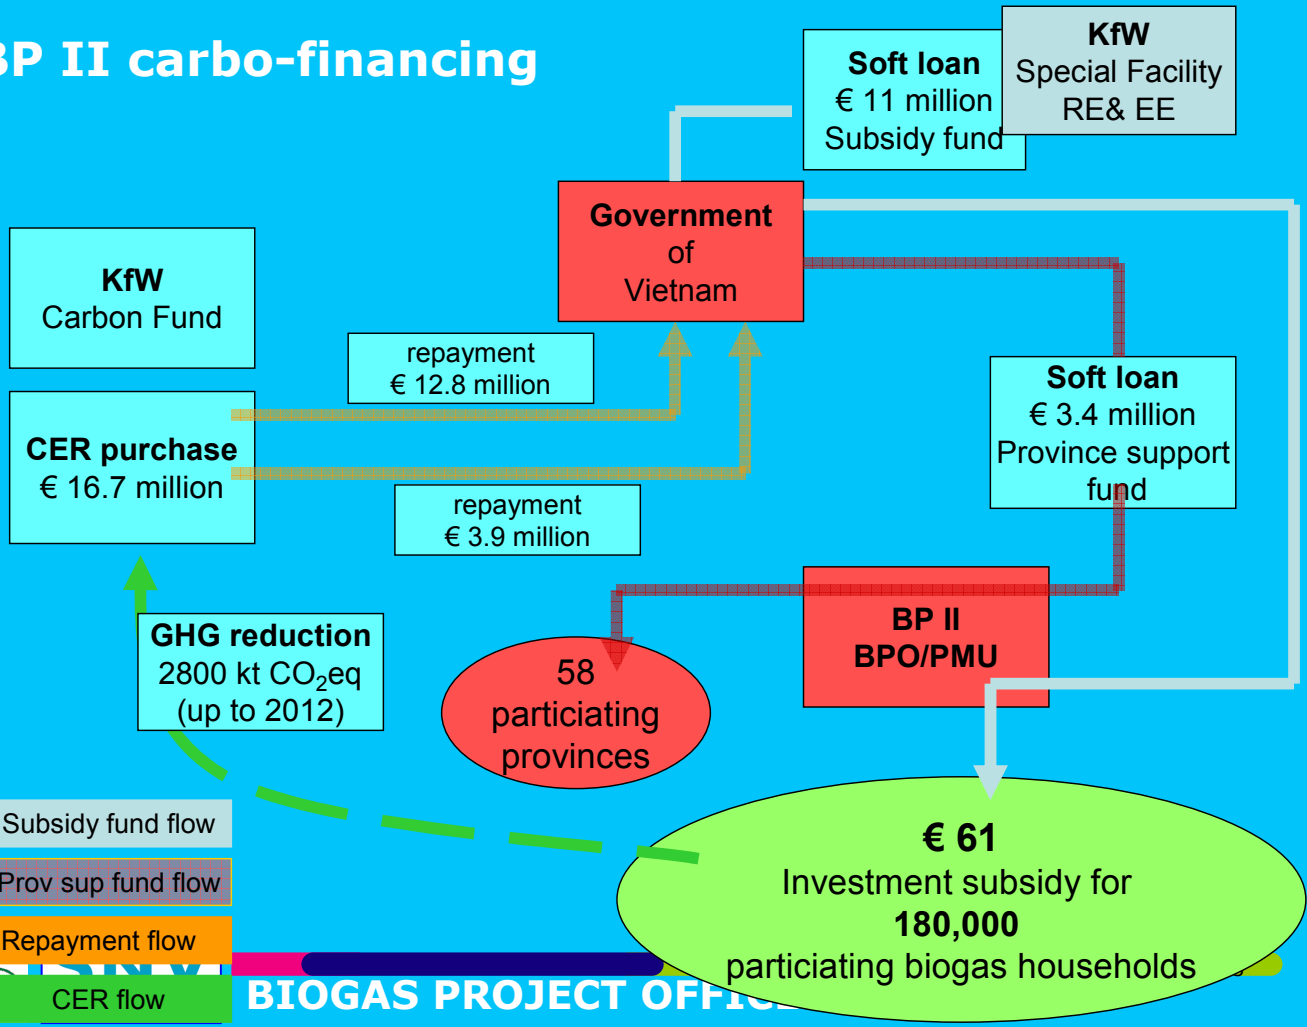 BP II carbo-financing
KfW
Special Facility
RE& EE
Soft loan
€ 11 million
Subsidy fund
Government
of
Vietnam
KfW
Carbon Fund
repayment
€ 12.8 million
CER purchase
€ 16.7 million
repayment
€ 3.9 million
Soft loan
€ 3.4 million
Province support
fund
BP II
BPO/PMU
GHG reduction
2800 kt CO₂eq
(up to 2012)
58
particiating
provinces
€ 61
Investment subsidy for
180,000
particiating biogas households
Subsidy fund flow
Prov sup fund flow
Repayment flow
CER flow
SNV
BIOGAS PROJECT OFFICE